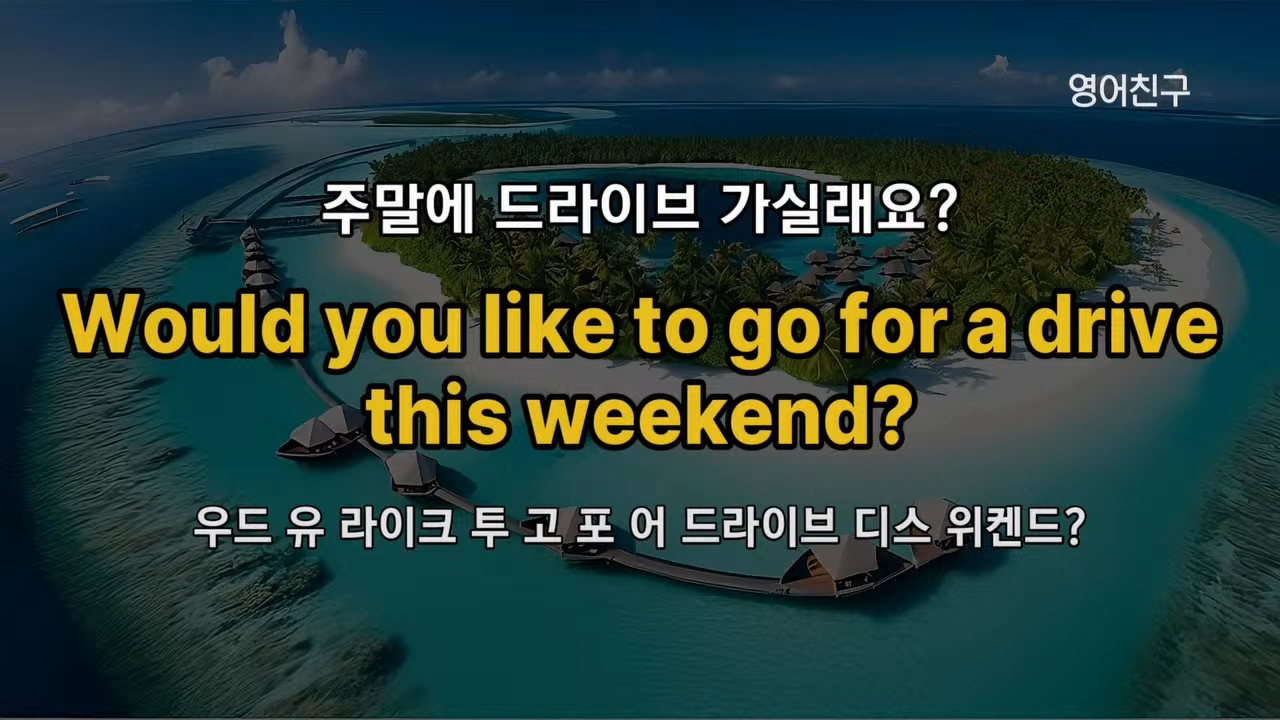 영어친구
주말에 드라이브 가실래요?
Would you like to go for a drive
this weekend?
우드 유 라이크 투 고 포 어 드라이브 디스 위켄드?